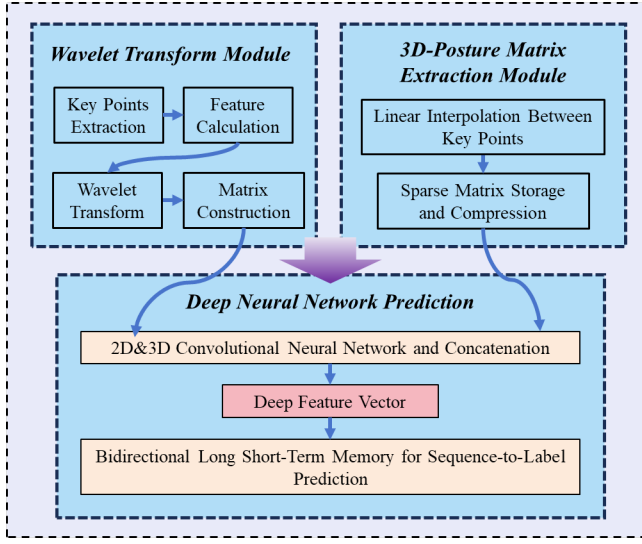 Wavelet Transform Module
Key Points
Extraction
Feature
Calculation
Wavelet
Transform
Matrix
Construction
3D-Posture Matrix
Extraction Module
Linear Interpolation Between
Key Points
Sparse Matrix Storage
and Compression
Deep Neural Network Prediction
2D&3D Convolutional Neural Network and Concatenation
Deep Feature Vector
Bidirectional Long Short-Term Memory for Sequence-to-Label
Prediction